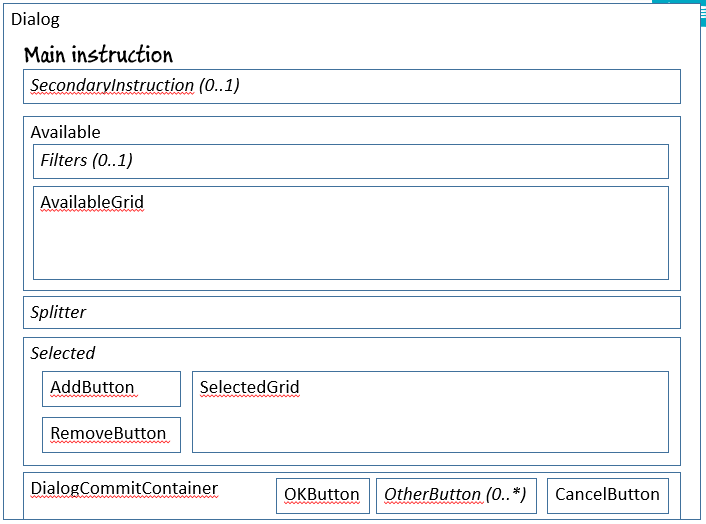 Dialog
Main instruction
SecondaryInstruction (0..1)
Available
Filters (0..1)
AvailableGrid
Splitter
Selected
AddButton
SelectedGrid
RemoveButton
DialogCommitContainer
OKButton
OtherButton (0..*)
CancelButton